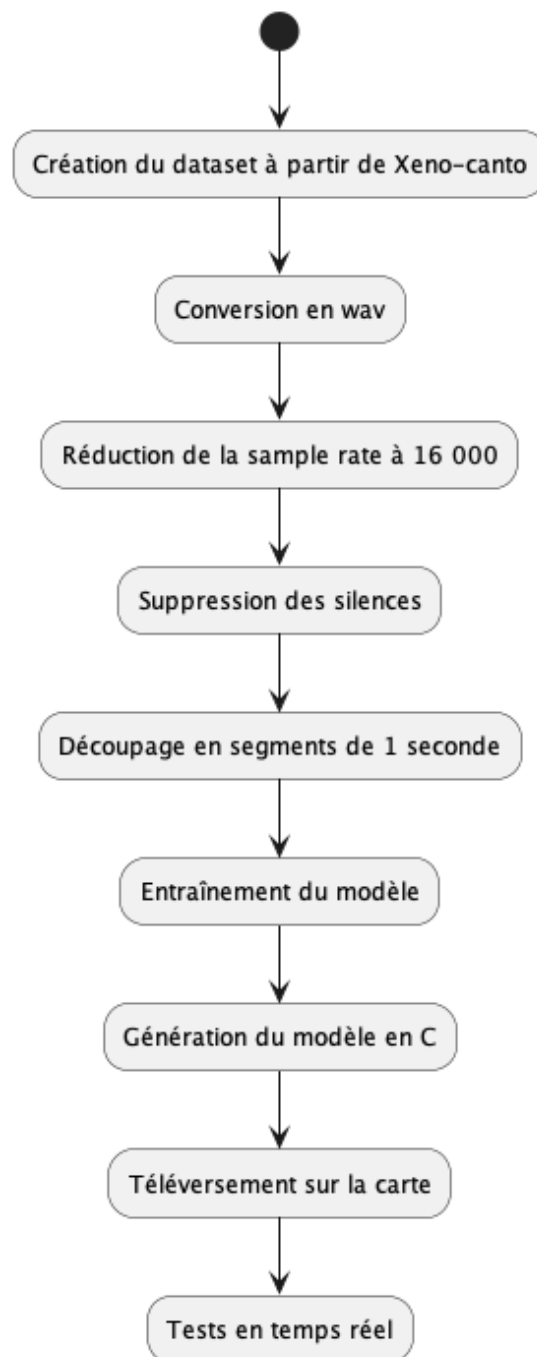 Création du dataset à partir de Xeno-canto
Conversion en wav
Réduction de la sample rate à 16 000
Suppression des silences
Découpage en segments de 1 seconde
Entraînement du modèle
Génération du modèle en C
Téléversement sur la carte
Tests en temps réel